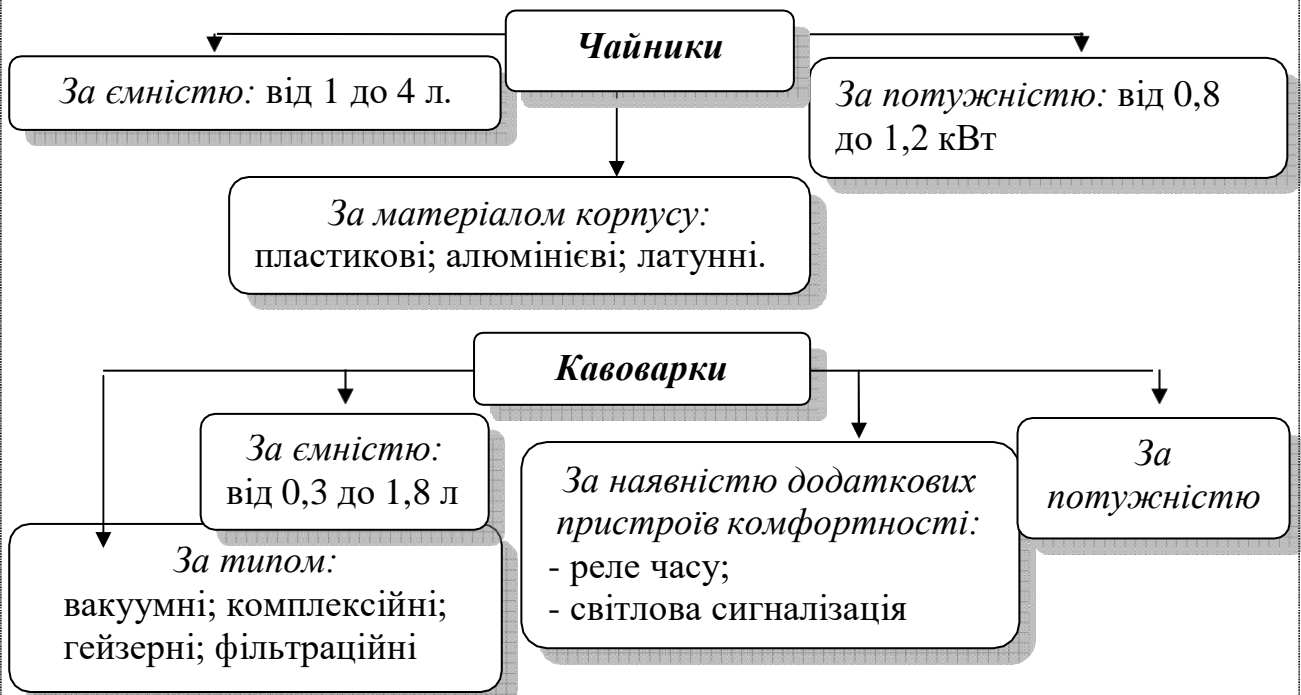 Чайники
За ємністю: від 1 до 4 л.
За потужністю: від 0,8
до 1,2 кВт
За матеріалом корпусу:
пластикові; алюмінієві; латунні.
Кавоварки
За ємністю:
від 0,3 до 1,8 л
За типом:
вакуумні; комплексійні;
гейзерні; фільтраційні
За наявністю додаткових
пристроїв комфортності:
- реле часу;
- світлова сигналізація
За
потужністю